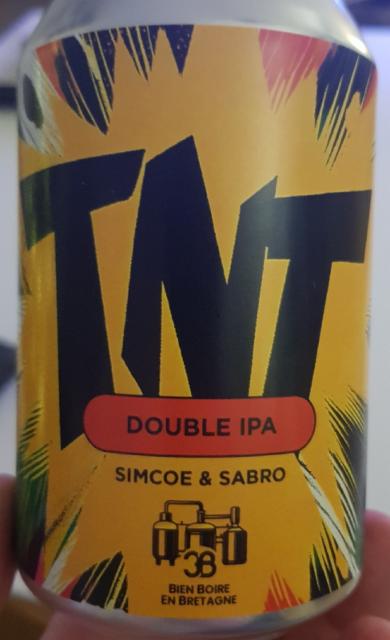 TNT
DOUBLE IPA
SIMCOE & SABRO
3B
BIEN BOIRE
EN BRETAGNE